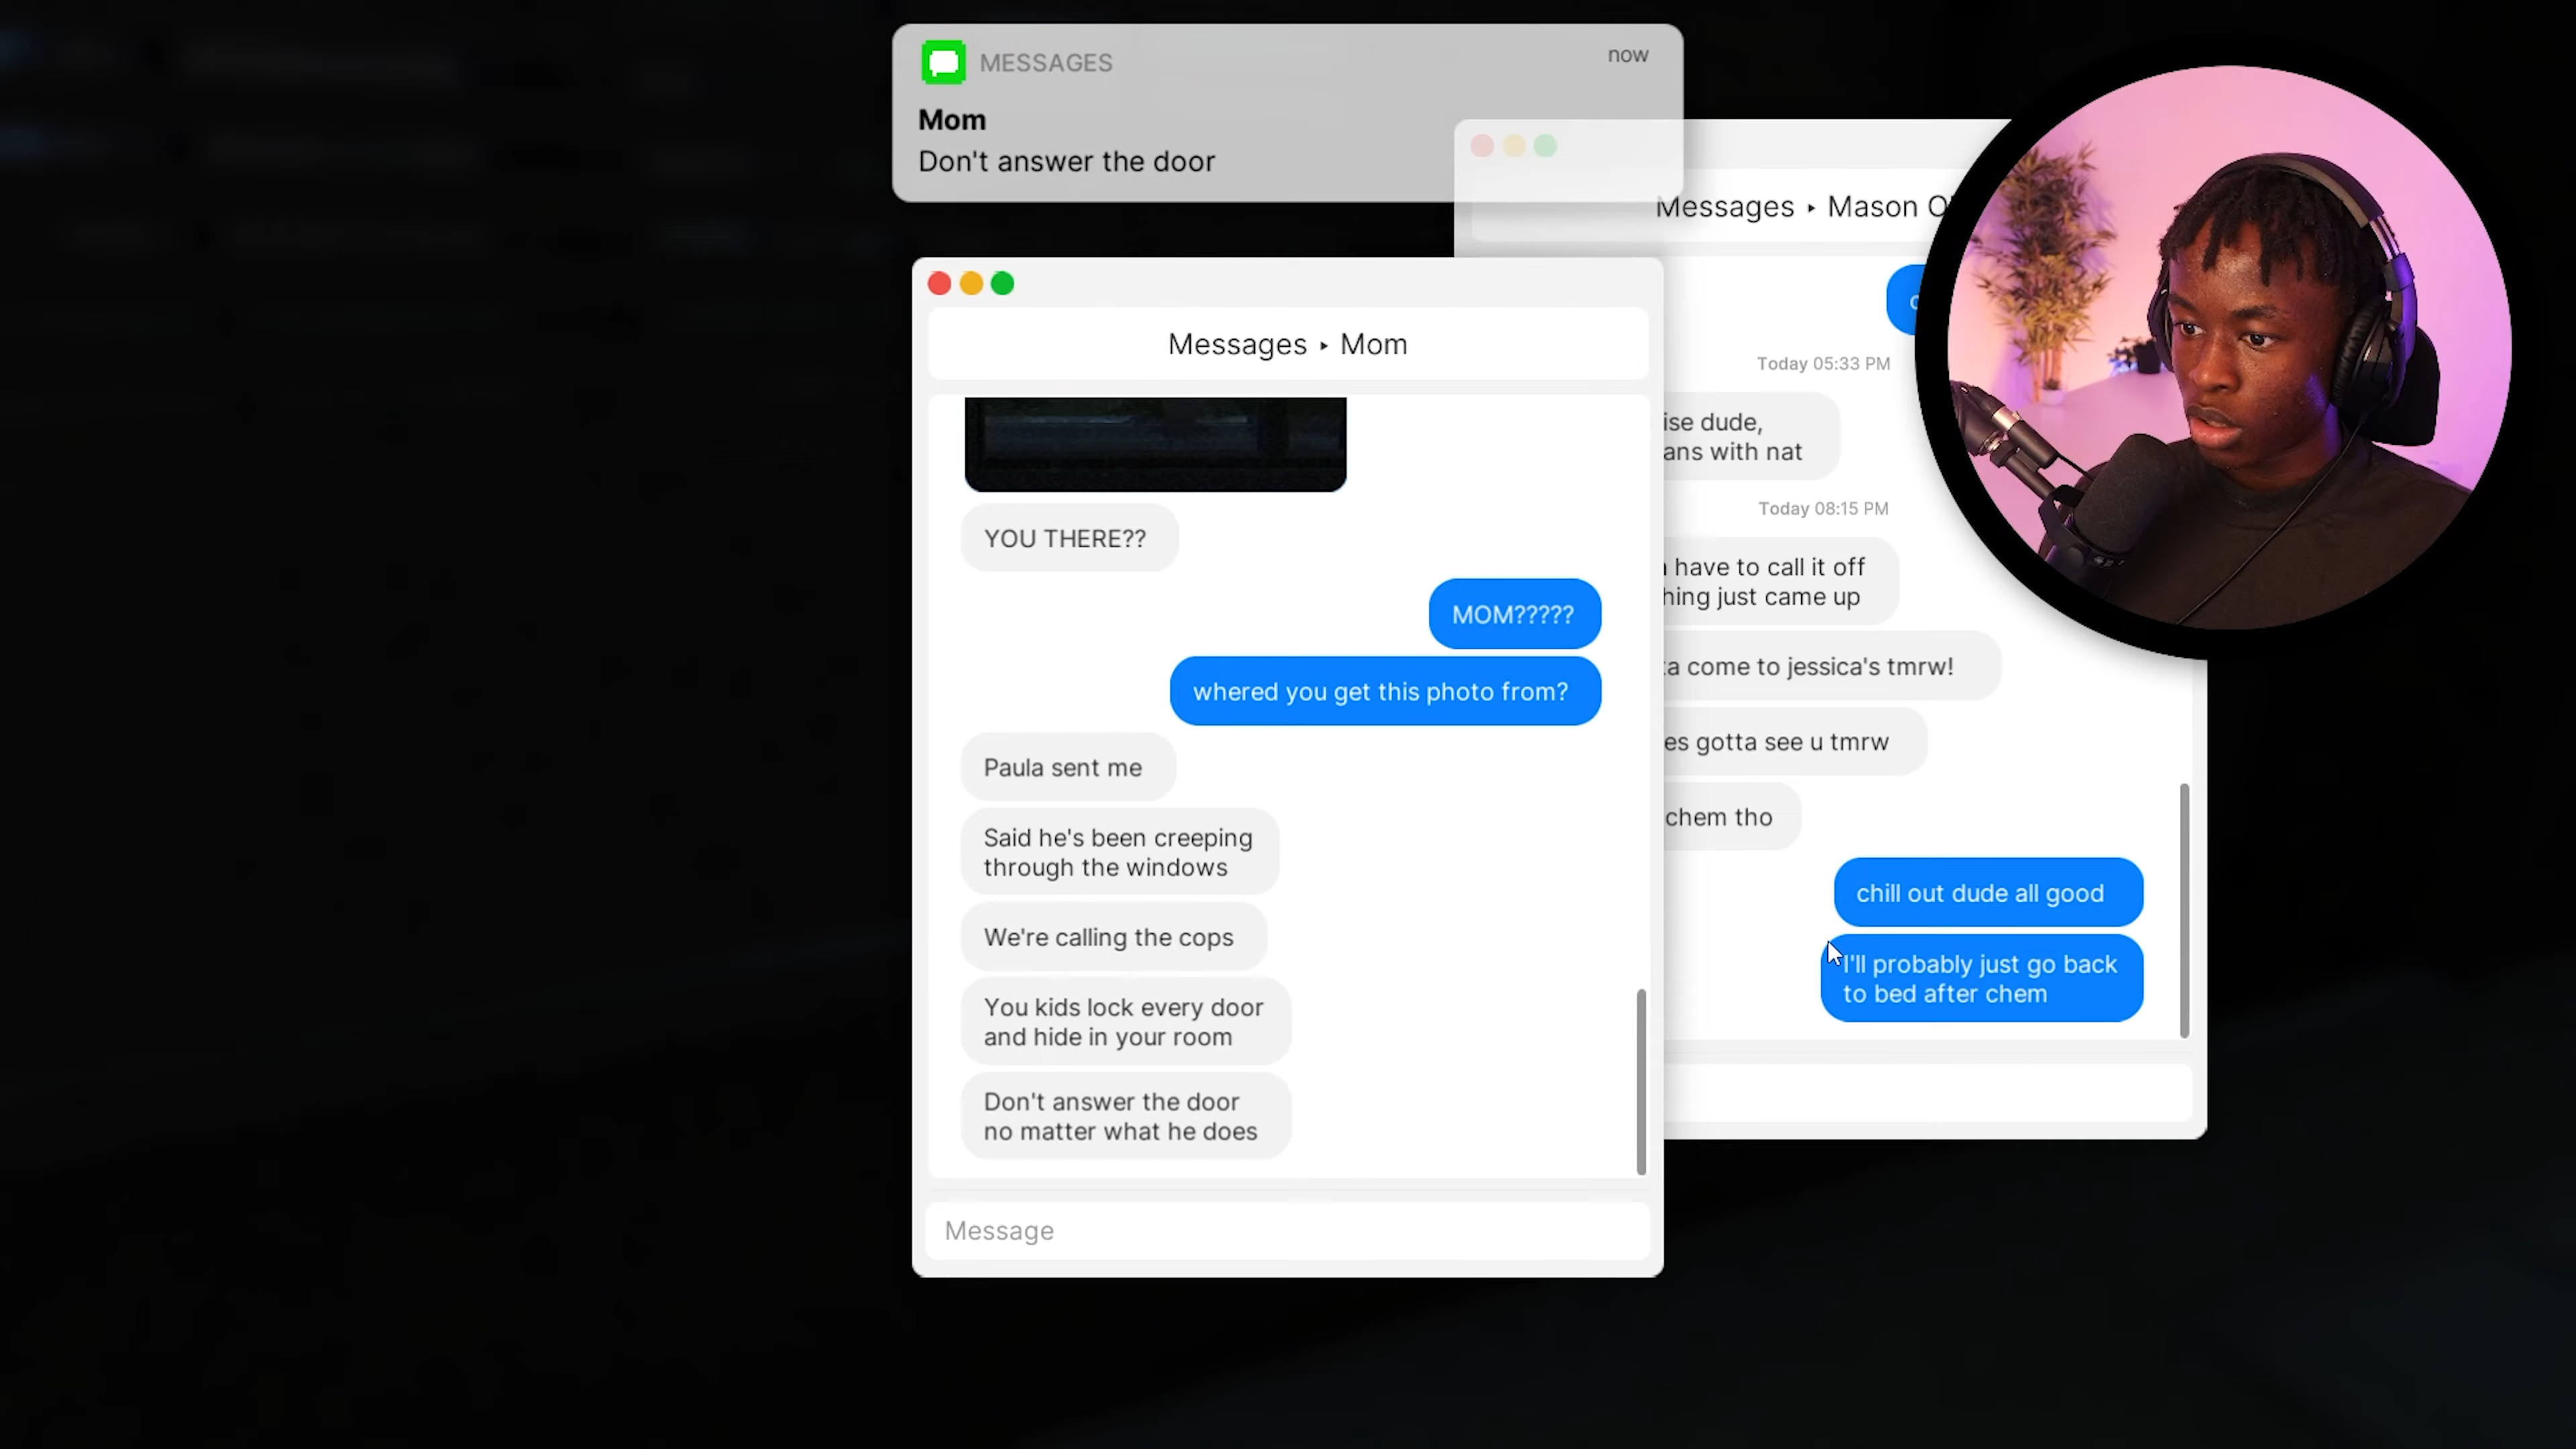 MESSAGES
now
Mom
Don't answer the door
Messages ▸ Mom
YOU THERE??
MOM?????
whered you get this photo from?
Paula sent me
Said he's been creeping
through the windows
We're calling the cops
You kids lock every door
and hide in your room
Don't answer the door
no matter what he does
Message
Messages ▸ Mason
Today 05:33 PM
dude,
with nat
Today 08:15 PM
have to call it off
just came up
come to jessica's tmrw!
gotta see u tmrw
chem tho
chill out dude all good
I'll probably just go back
to bed after chem